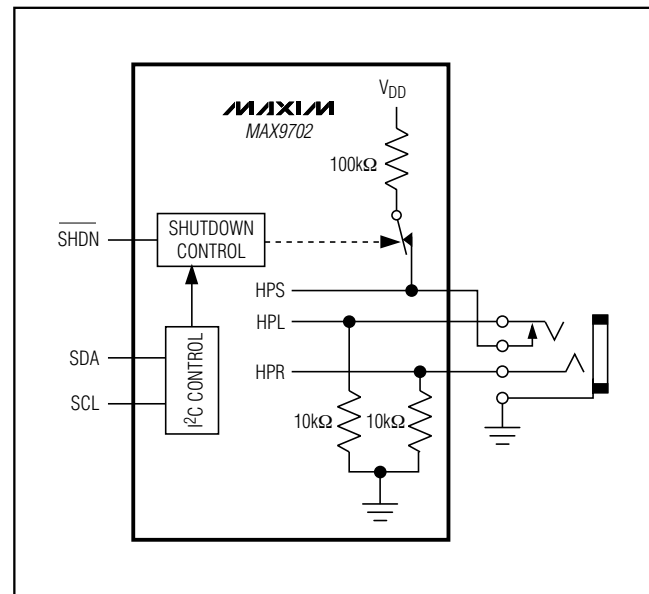 VDD
MAXIM
MAX9702
100kΩ
SHDN
SHUTDOWN
CONTROL
HPS
HPL
SDA
HPR
I²C CONTROL
SCL
10kΩ
10kΩ